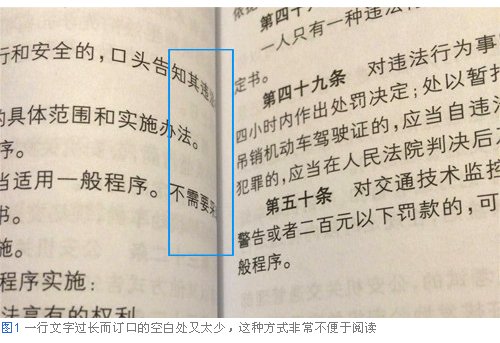 行和安全的,口头告知其违
的具体范围和实施办法。
序。
当适用一般程序。不需要采
书。
施。
程序实施:
法享有的权利
依据
第四十
一人只有一种违法行
定书。
第四十九条 对违法行为事
四小时内作出处罚决定;处以暂扣
吊销机动车驾驶证的,应当自违法
犯罪的,应当在人民法院判决后
第五十条 对交通技术监控
警告或者二百元以下罚款的,可
般程序。
图1 一行文字过长而订口的空白处又太少，这种方式非常不便于阅读